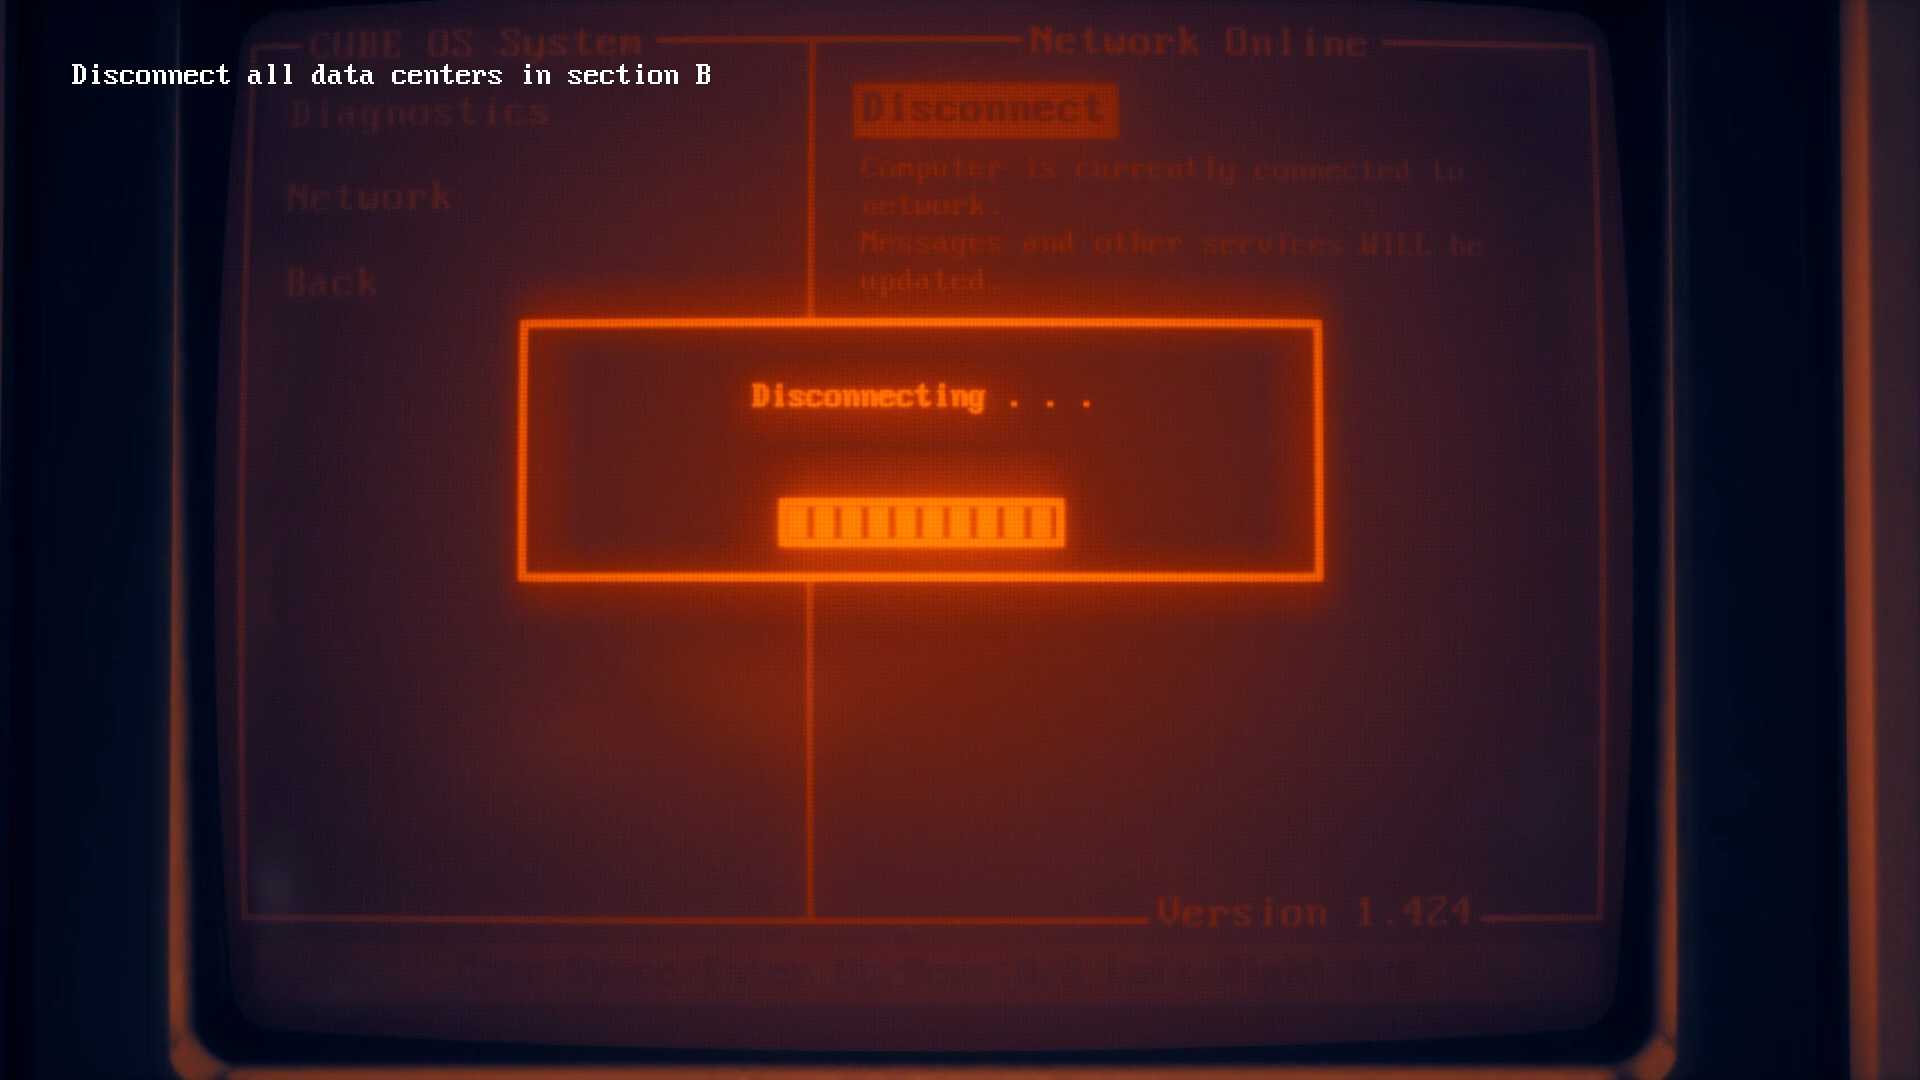 CUBE OS System
Network Online
Disconnect all data centers in section B
Diagnostics
Network
Back
Disconnect
Computer is currently connected to
network.
Messages and other services WILL be
updated.
Disconnecting . . .
Version 1.424